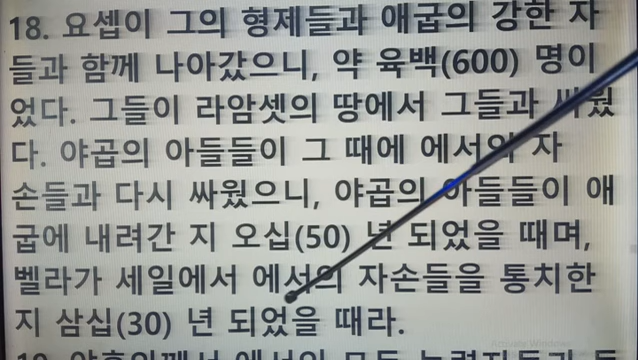 18. 요셉이 그의 형제들과 애굽의 강한 자
들과 함께 나아갔으니, 약 육백(600) 명이
었다. 그들이 라암셋의 땅에서 그들과 싸웠
다. 야곱의 아들들이 그 때에 에서의 자
손들과 다시 싸웠으니, 야곱의 아들들이 애
굽에 내려간 지 오십(50) 년 되었을 때며,
벨라가 세일에서 에서의 자손들을 통치한
지 삼십(30) 년 되었을 때라.
Activate Windows